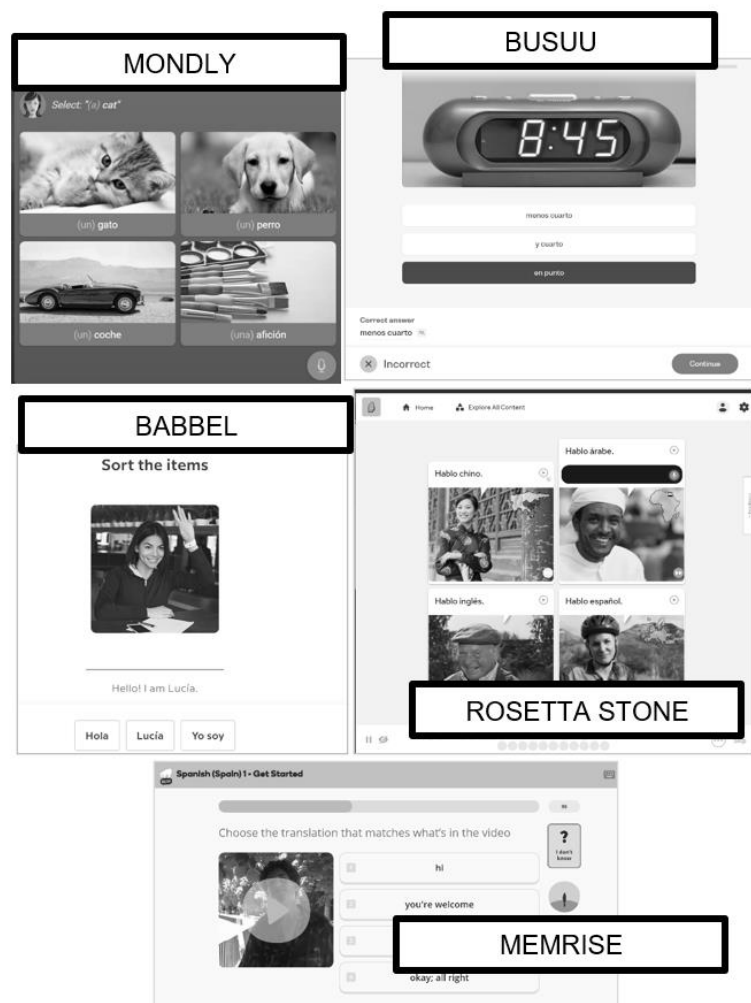 MONDLY
Select: "(a) cat"
(un) gato
(un) perro
(un) coche
(una) afición
BUSUU
8:45
menos cuarto
y cuarto
en punto
Correct answer
menos cuarto
Incorrect
Continue
BABBEL
Sort the items
Hello! I am Lucía.
Hola
Lucía
Yo soy
Home
Explore All Content
Hablo chino.
Hablo árabe.
Hablo inglés.
Hablo español.
ROSETTA STONE
Spanish (Spain) 1 • Get Started
Choose the translation that matches what's in the video
?
I don't
know
hi
you're welcome
okay; all right
MEMRISE